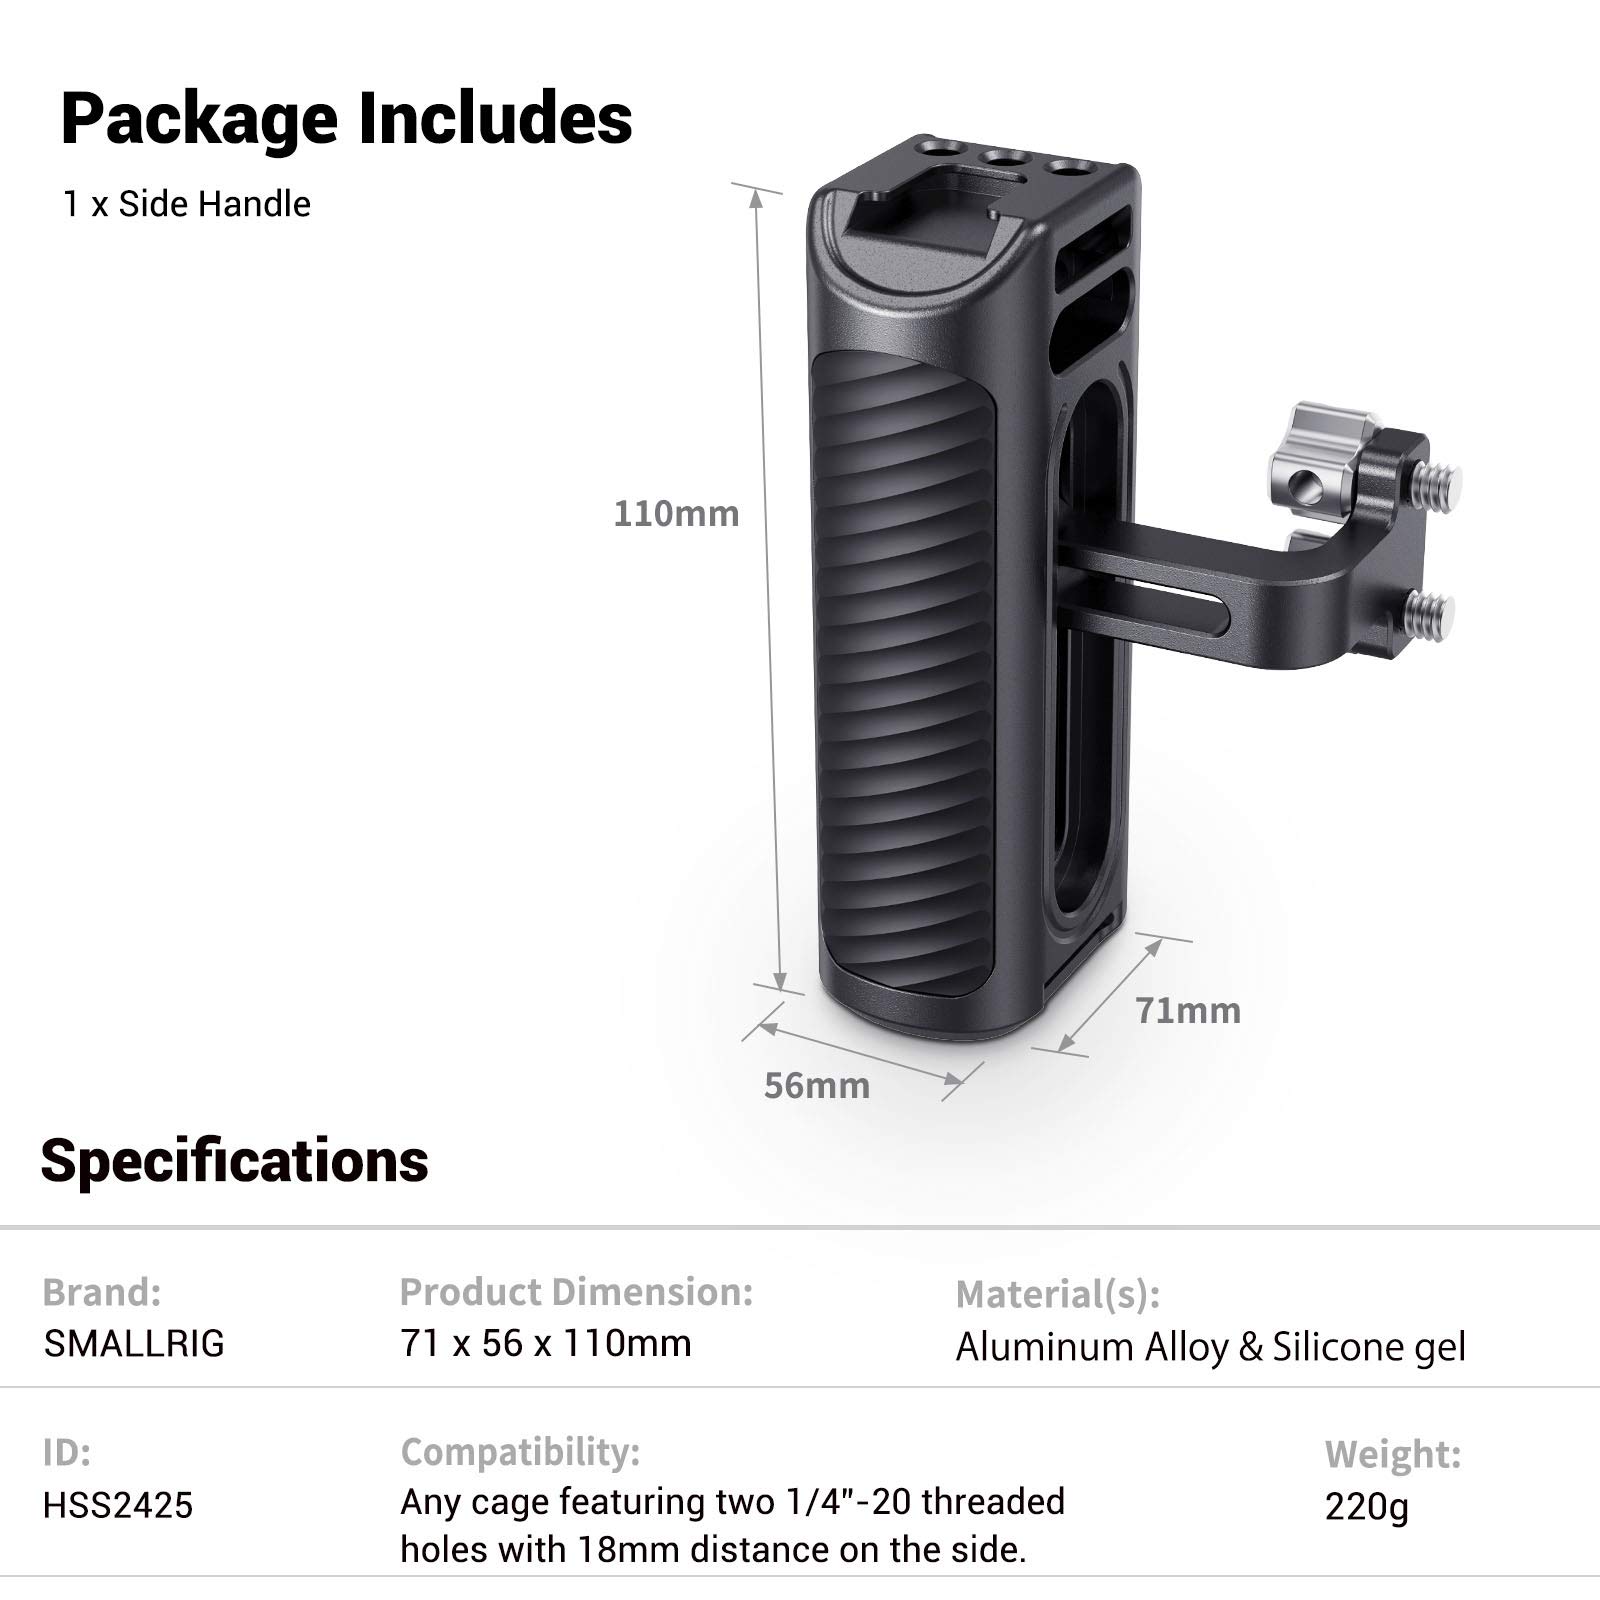 Package Includes
1 x Side Handle
110mm
71mm
56mm
Specifications
Brand:
SMALLRIG
Product Dimension:
71 x 56 x 110mm
Material(s):
Aluminum Alloy & Silicone gel
ID:
HSS2425
Compatibility:
Any cage featuring two 1/4"-20 threaded
holes with 18mm distance on the side.
Weight:
220g